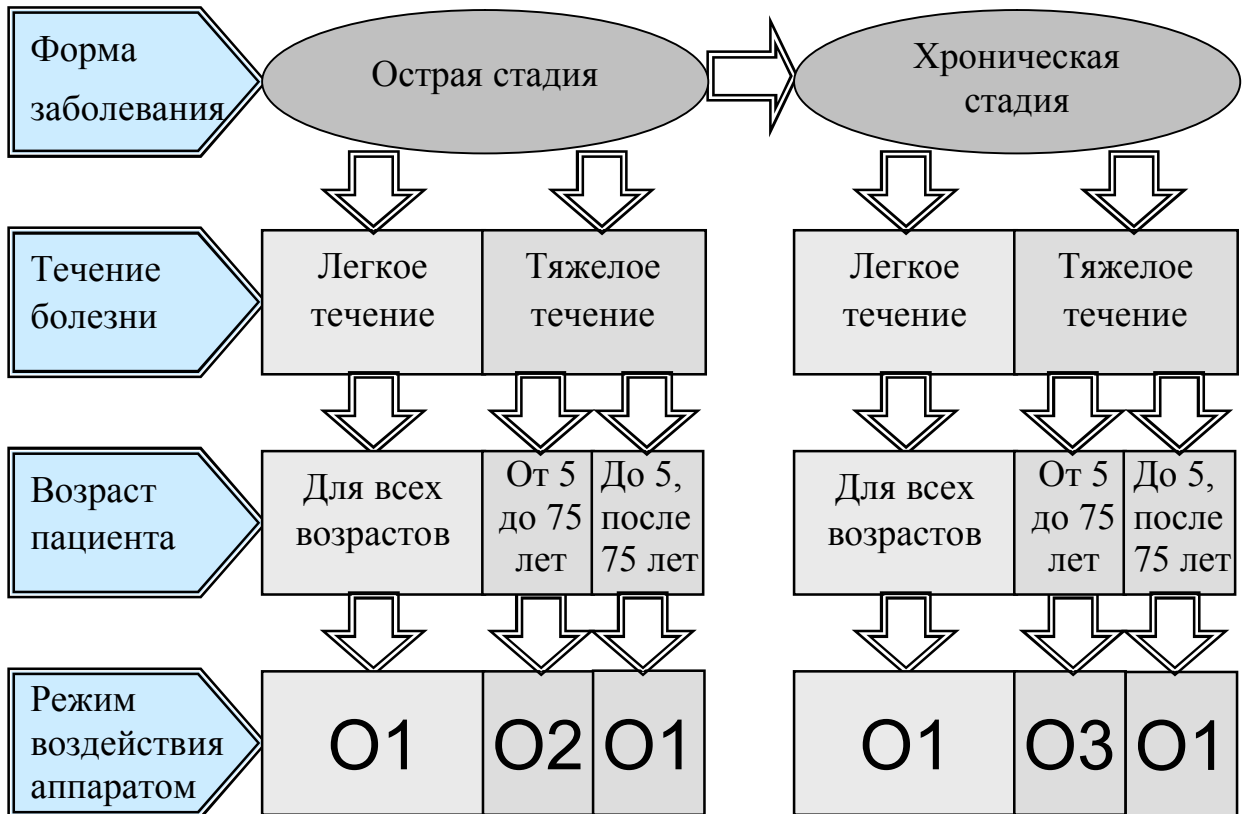 Форма
заболевания
Острая стадия
Хроническая
стадия
Течение
болезни
Легкое
течение
Тяжелое
течение
Легкое
течение
Тяжелое
течение
Возраст
пациента
Для всех
возрастов
От 5
до 75
лет
До 5,
после
75 лет
Для всех
возрастов
От 5
до 75
лет
До 5,
после
75 лет
Режим
воздействия
аппаратом
О1
О2
О1
О1
О3
О1